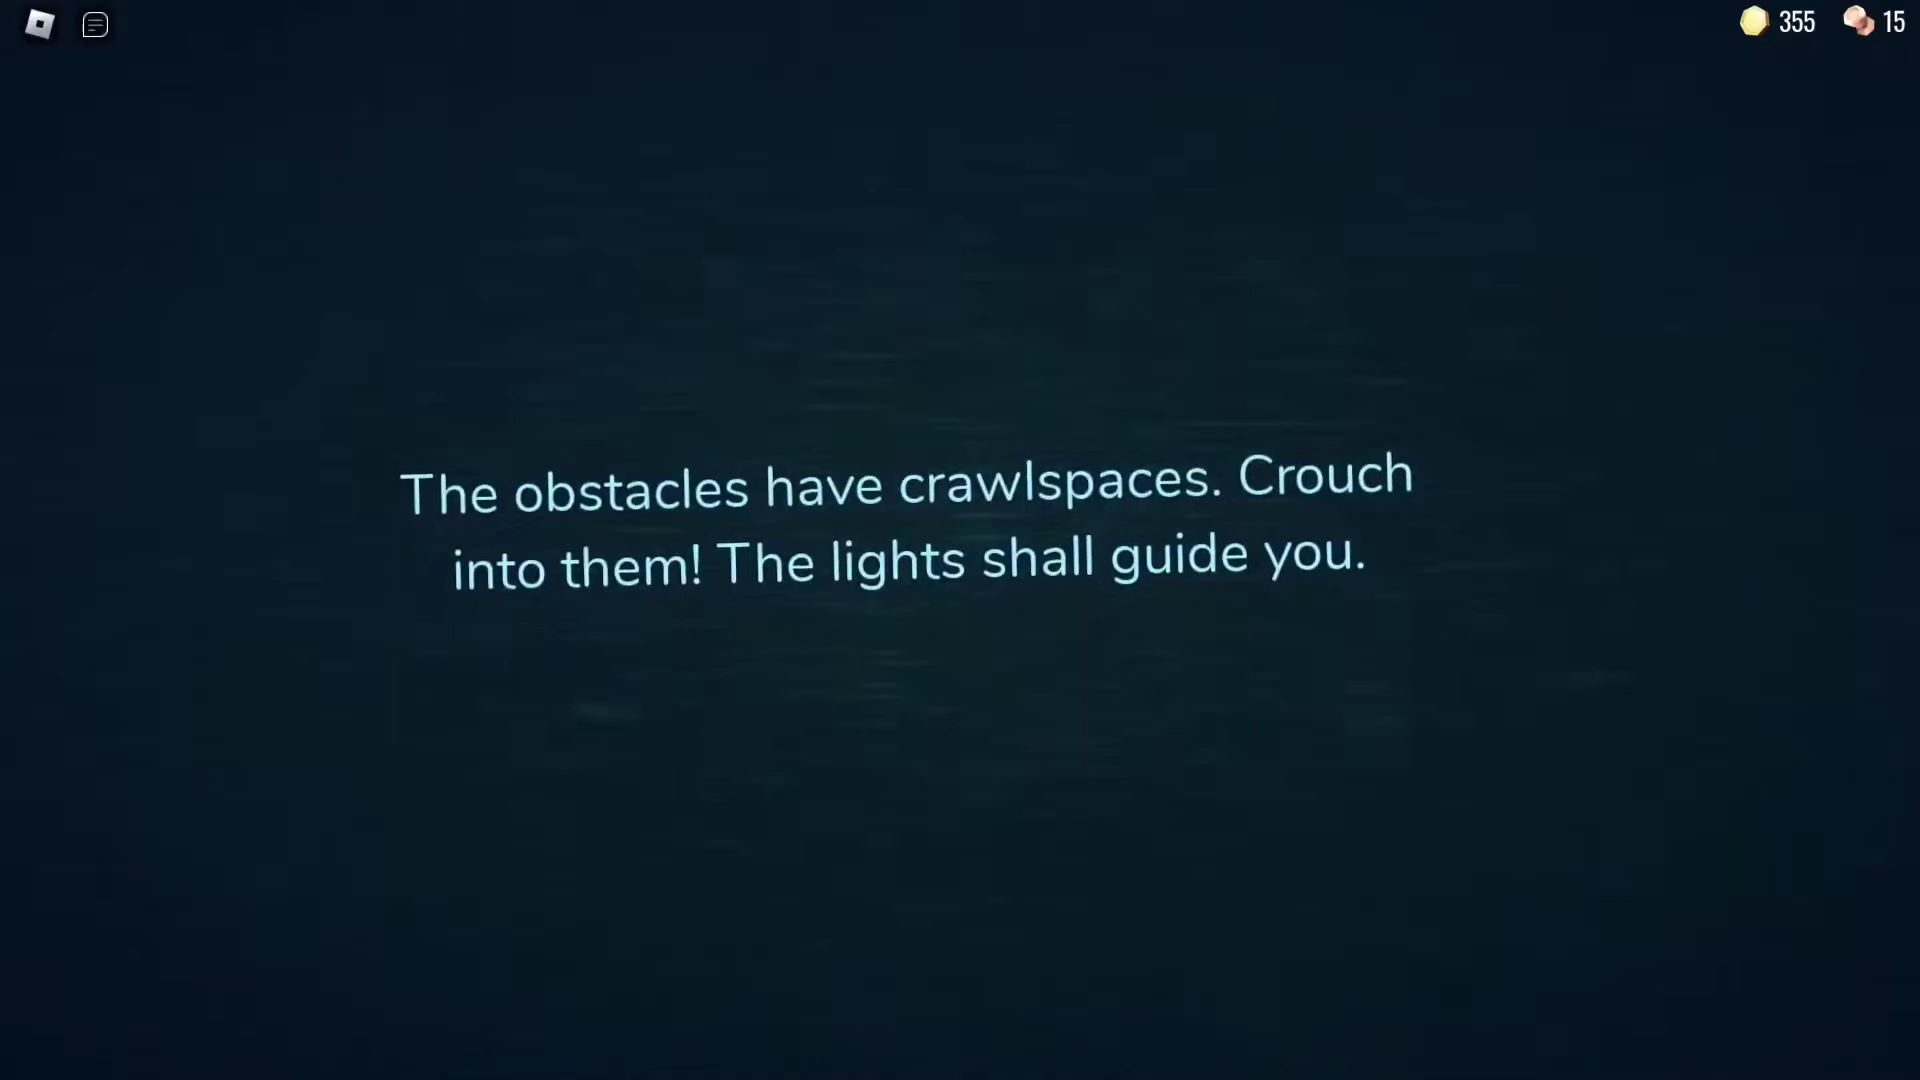 355 15
The obstacles have crawlspaces. Crouch
into them! The lights shall guide you.